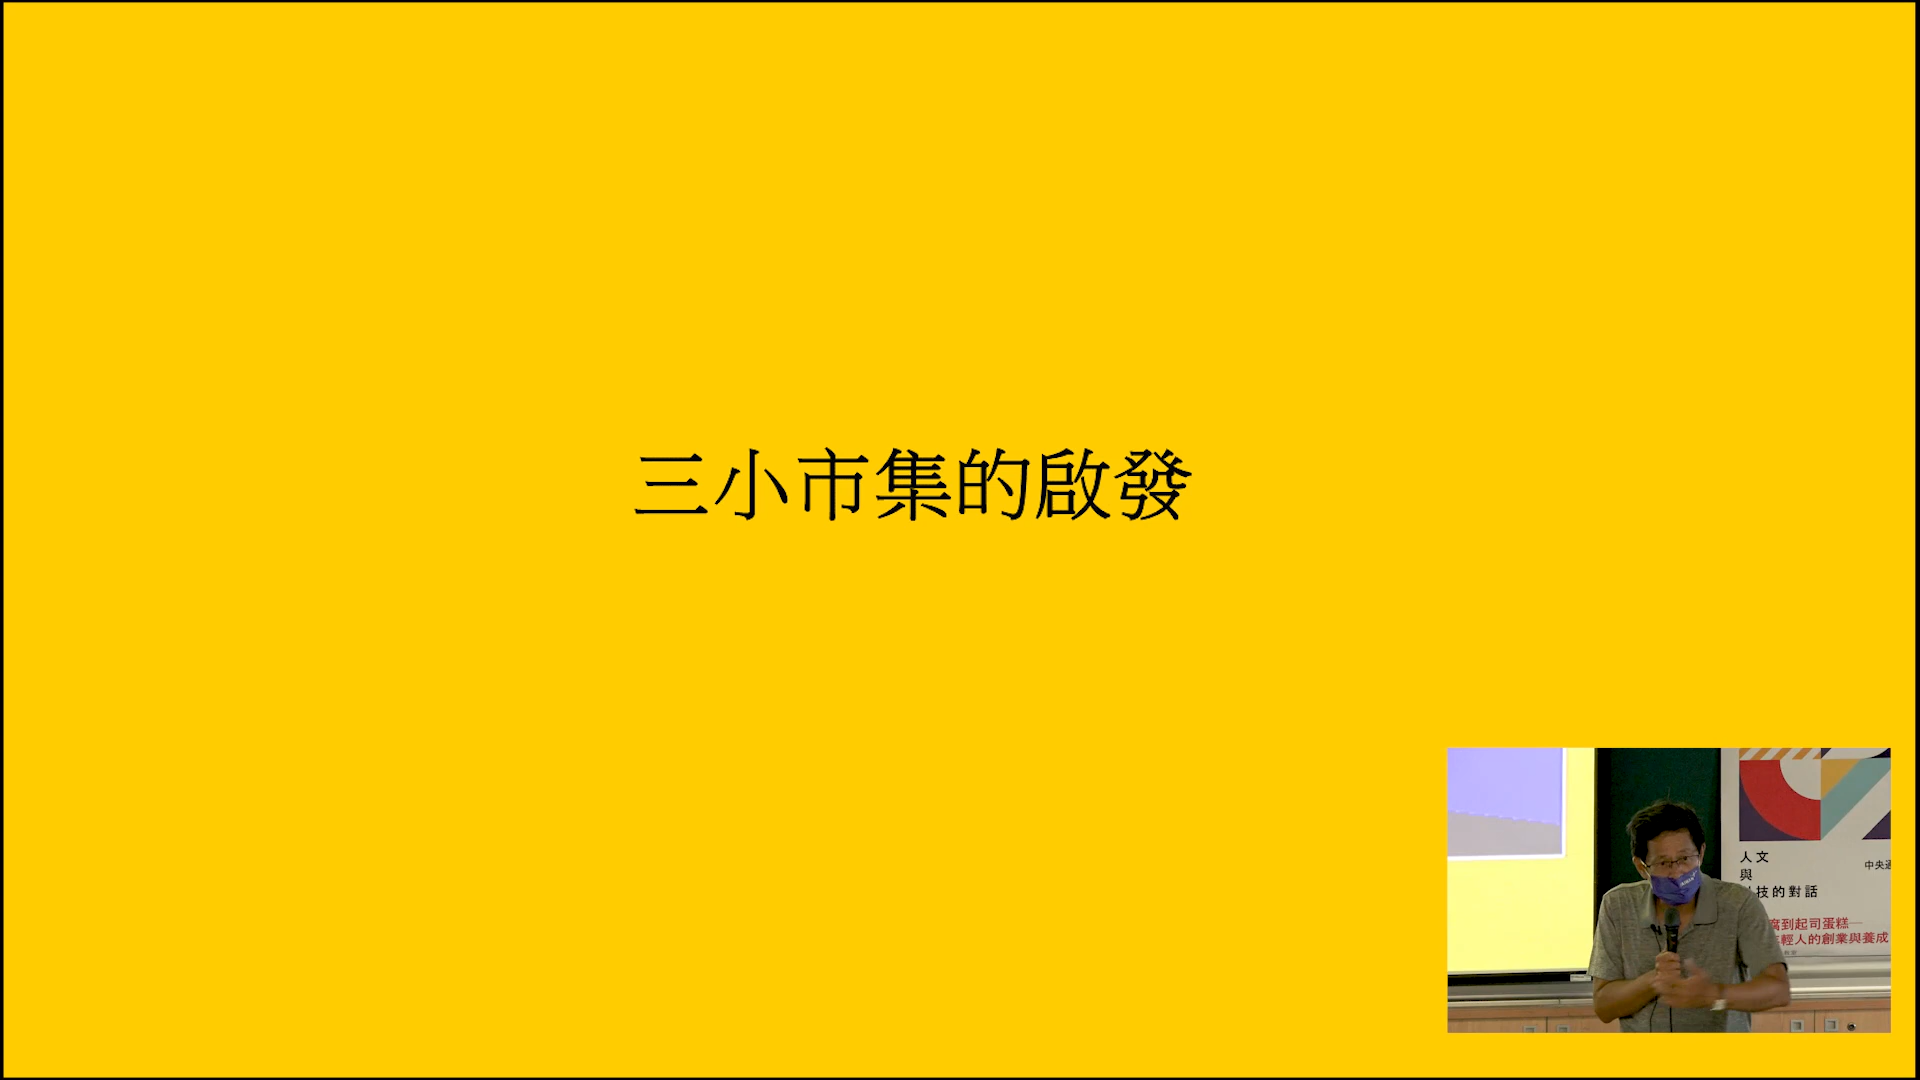 三小市集的啟發
人文
與
技的對話
中央
腐到起司蛋糕—
輕人的創業與養成